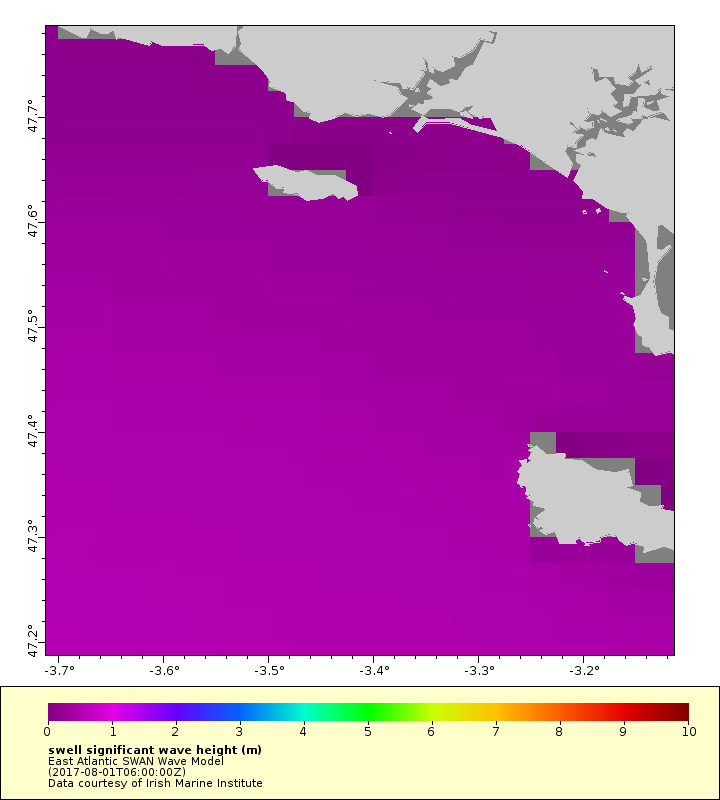 47.7°
47.6°
47.5°
47.4°
47.3°
47.2°
-3.7° -3.6° -3.5° -3.4° -3.3° -3.2°
0 1 2 3 4 5 6 7 8 9 10
swell significant wave height (m)
East Atlantic SWAN Wave Model
(2017-08-01T06:00:00Z)
Data courtesy of Irish Marine Institute